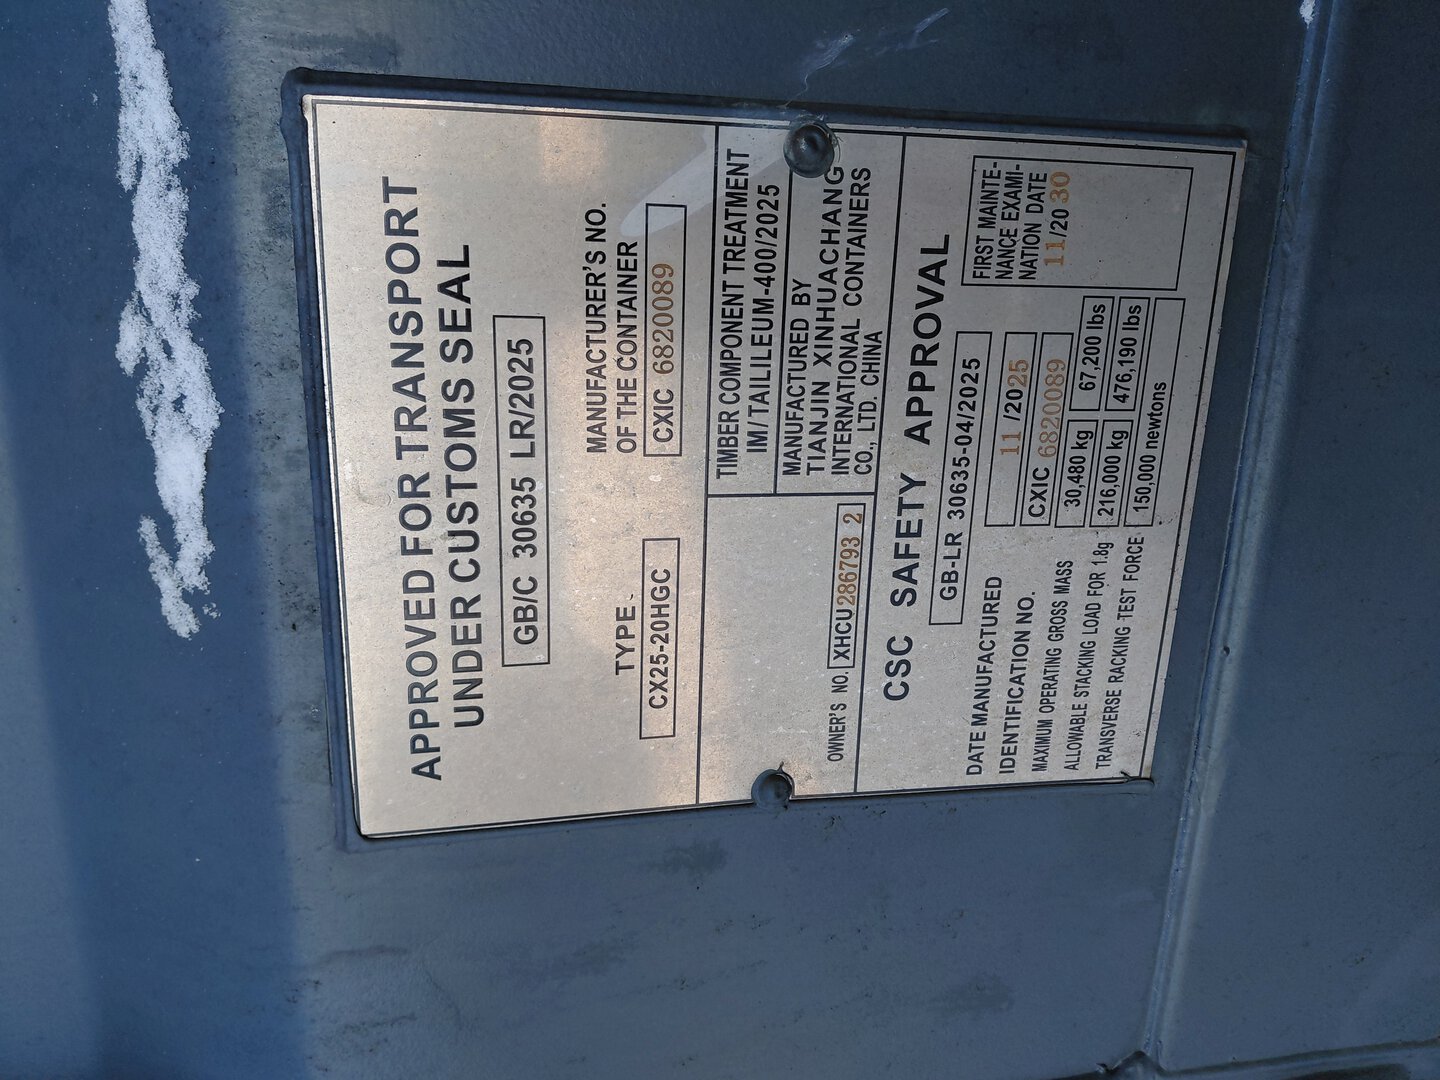 APPROVED FOR TRANSPORT
UNDER CUSTOMS SEAL
GB/C 30635 LR/2025
TYPE
CX25-20HGC
MANUFACTURER'S NO.
OF THE CONTAINER
CXIC 6820089
TIMBER COMPONENT TREATMENT
IM/TAILILEUM-400/2025
MANUFACTURED BY
TIANJIN XINHUACHANG
INTERNATIONAL CONTAINERS
CO., LTD. CHINA
OWNER'S NO. XHCU 286793 2
CSC SAFETY APPROVAL
GB-LR 30635-04/2025
DATE MANUFACTURED 11 /2025
IDENTIFICATION NO. CXIC 6820089
MAXIMUM OPERATING GROSS MASS 30,480 kg 67,200 lbs
ALLOWABLE STACKING LOAD FOR 1.8g 216,000 kg 476,190 lbs
TRANSVERSE RACKING TEST FORCE 150,000 newtons
FIRST MAINTE-
NANCE EXAMI-
NATION DATE
11/20 30